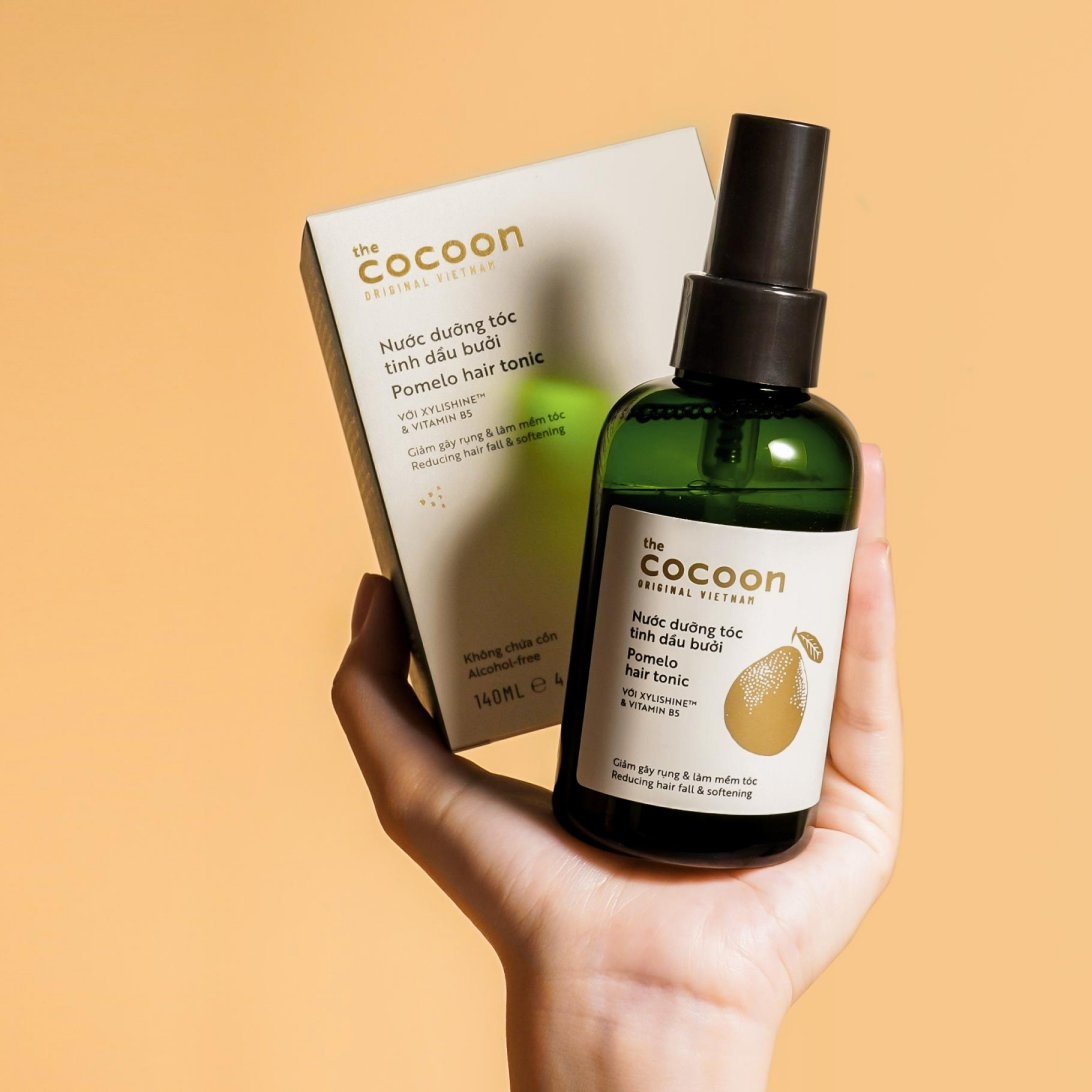 the
cocoon
ORIGINAL VIETNAM
Nước dưỡng tóc
tinh dầu bưởi
Pomelo hair tonic
VỚI XYLISHINE™
& VITAMIN B5
Giảm gãy rụng & làm mềm tóc
Reducing hair fall & softening
Không chứa cồn
Alcohol-free
140ML ℮ 4
the
cocoon
ORIGINAL VIETNAM
Nước dưỡng tóc
tinh dầu bưởi
Pomelo
hair tonic
VỚI XYLISHINE™
& VITAMIN B5
Giảm gãy rụng & làm mềm tóc
Reducing hair fall & softening